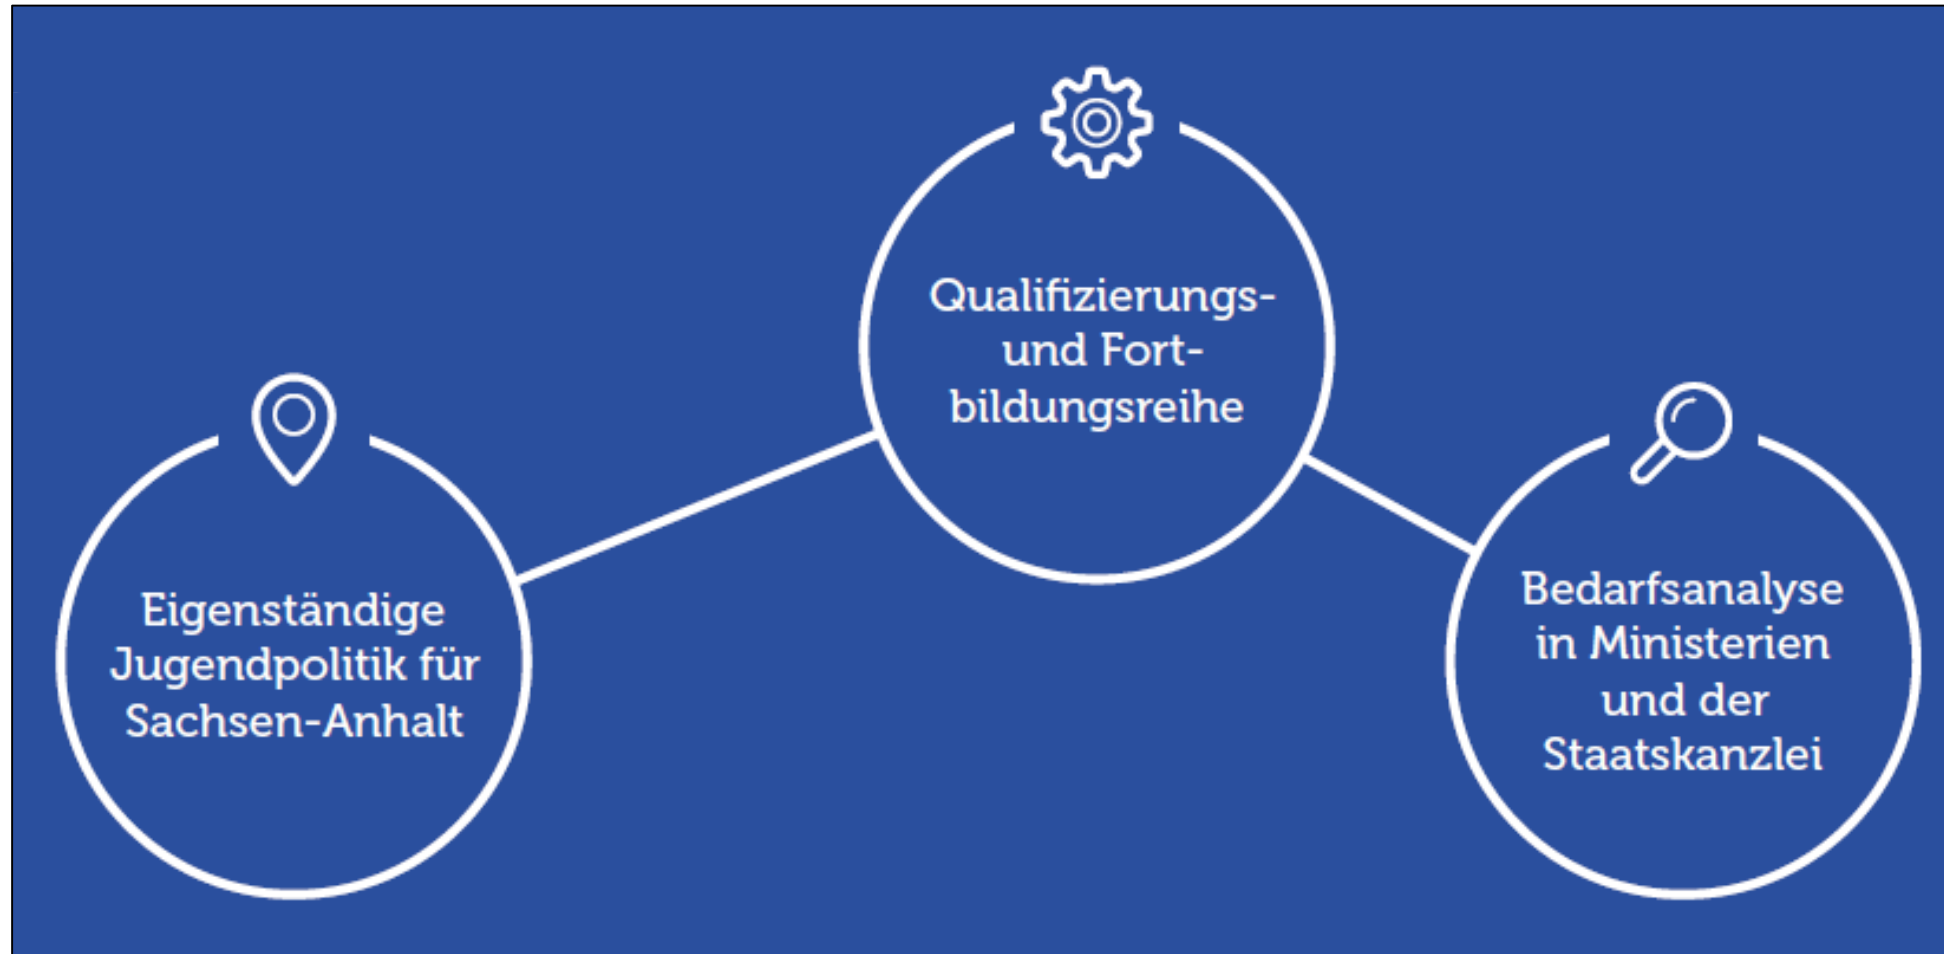 Eigenständige
Jugendpolitik für
Sachsen-Anhalt
Qualifizierungs-
und Fort-
bildungsreihe
Bedarfsanalyse
in Ministerien
und der
Staatskanzlei